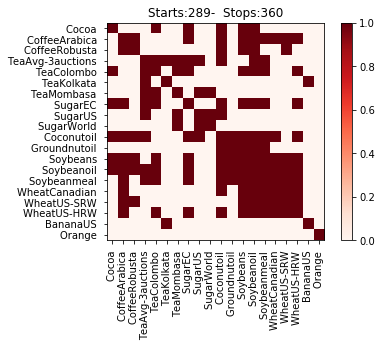 Starts:289- Stops:360
Cocoa
CoffeeArabica
CoffeeRobusta
TeaAvg-3auctions
TeaColombo
TeaKolkata
TeaMombasa
SugarEC
SugarUS
SugarWorld
Coconutoil
Groundnutoil
Soybeans
Soybeanoil
Soybeanmeal
WheatCanadian
WheatUS-SRW
WheatUS-HRW
BananaUS
Orange
1.0
0.8
0.6
0.4
0.2
0.0
Cocoa
CoffeeArabica
CoffeeRobusta
TeaAvg-3auctions
TeaColombo
TeaKolkata
TeaMombasa
SugarEC
SugarUS
SugarWorld
Coconutoil
Groundnutoil
Soybeans
Soybeanoil
Soybeanmeal
WheatCanadian
WheatUS-SRW
WheatUS-HRW
BananaUS
Orange